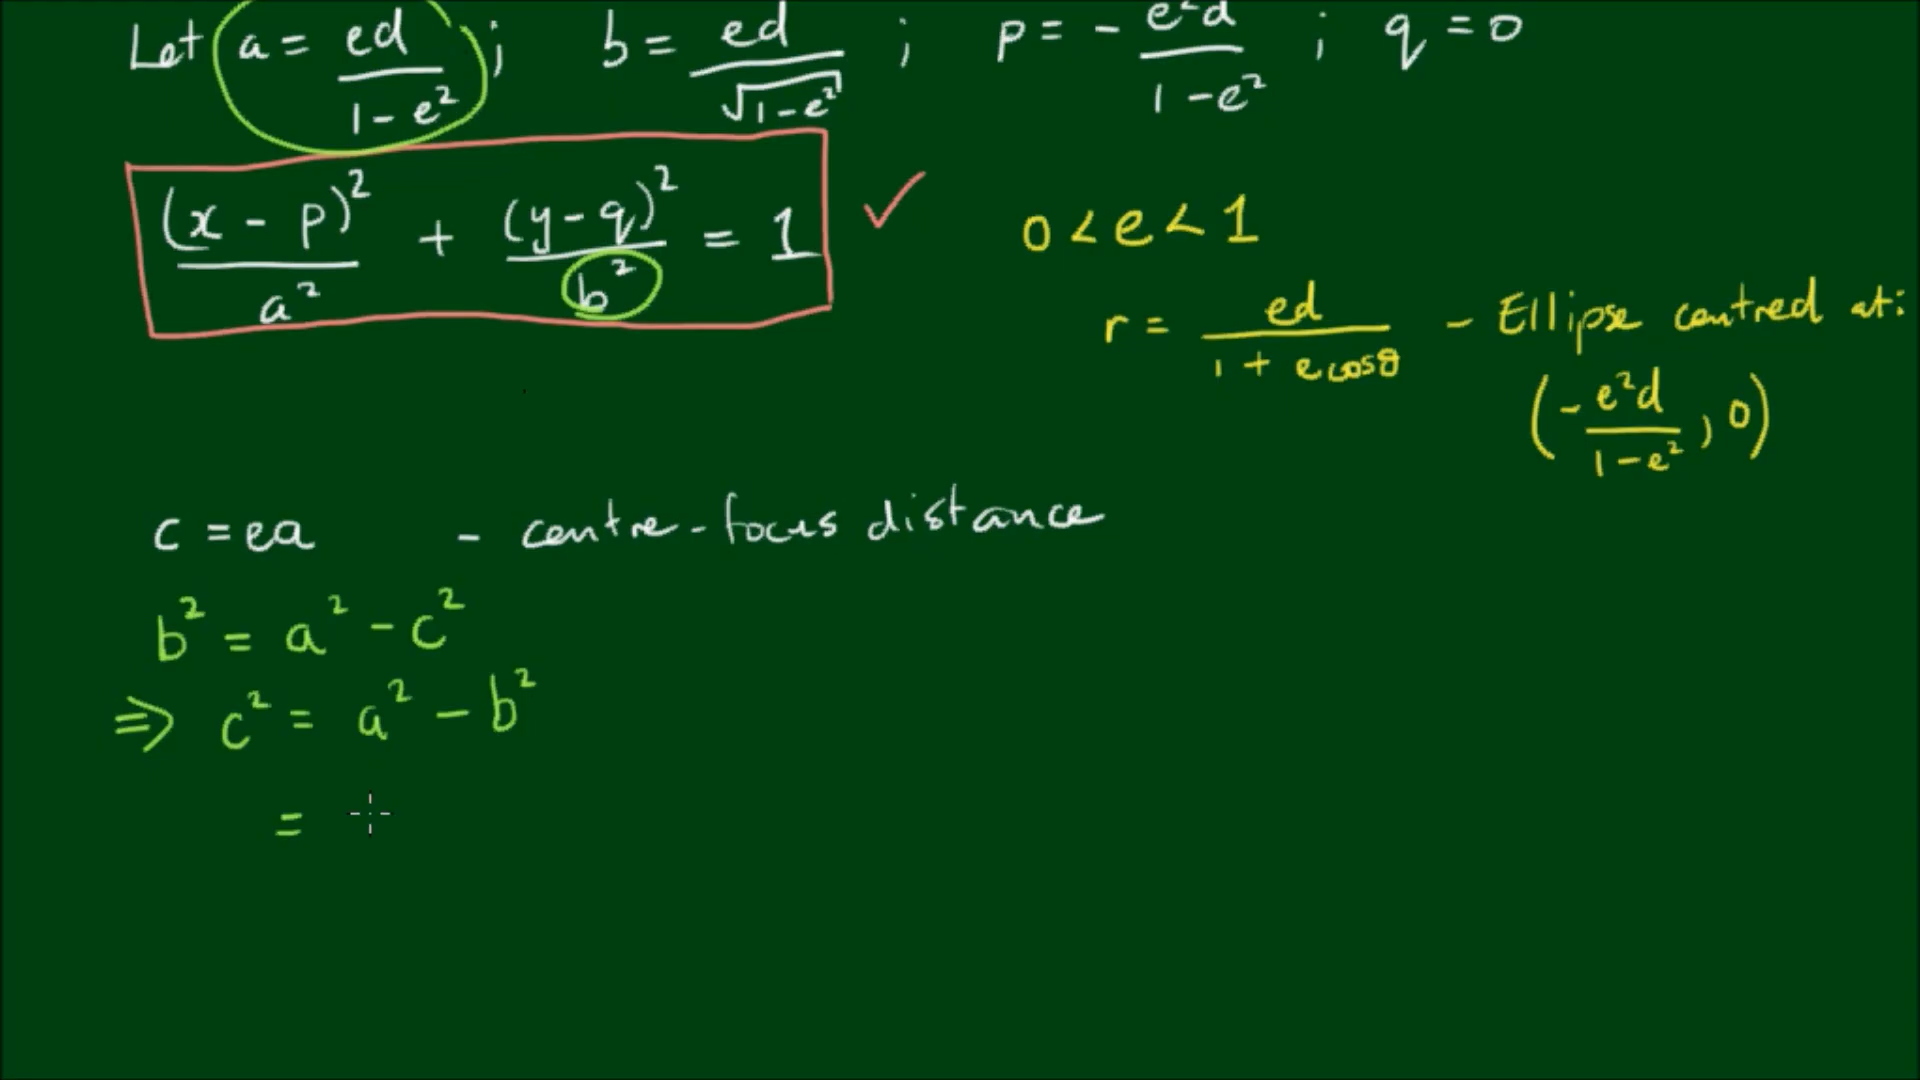 Let a = ed / (1 - e²) ; b = ed / √(1 - e²) ; p = - e²d / (1 - e²) ; q = 0
(x - p)² / a² + (y - q)² / b² = 1 ✓
0 < e < 1
r = ed / (1 + e cosθ) - Ellipse centred at:
(- e²d / (1 - e²), 0)
c = ea - centre-focus distance
b² = a² - c²
⇒ c² = a² - b²
=